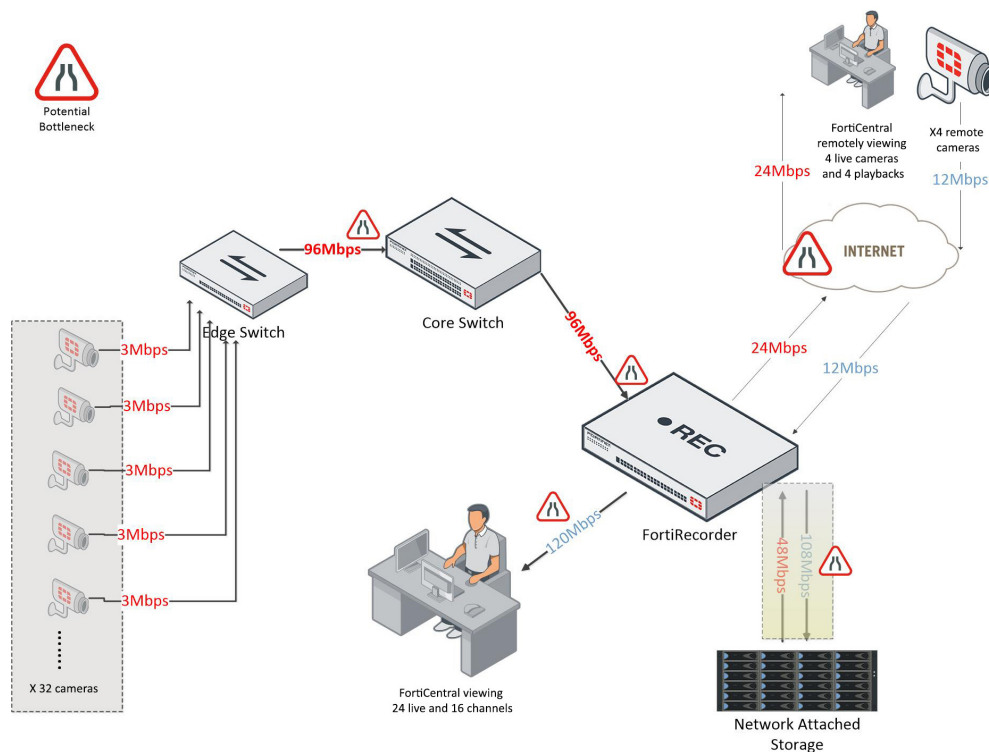 Potential
Bottleneck
FortiCentral
remotely viewing
4 live cameras
and 4 playbacks
X4 remote
cameras
24Mbps
12Mbps
INTERNET
96Mbps
Edge Switch
Core Switch
96Mbps
24Mbps
12Mbps
3Mbps
3Mbps
3Mbps
3Mbps
3Mbps
X 32 cameras
REC
FortiRecorder
120Mbps
48Mbps
108Mbps
FortiCentral viewing
24 live and 16 channels
Network Attached
Storage